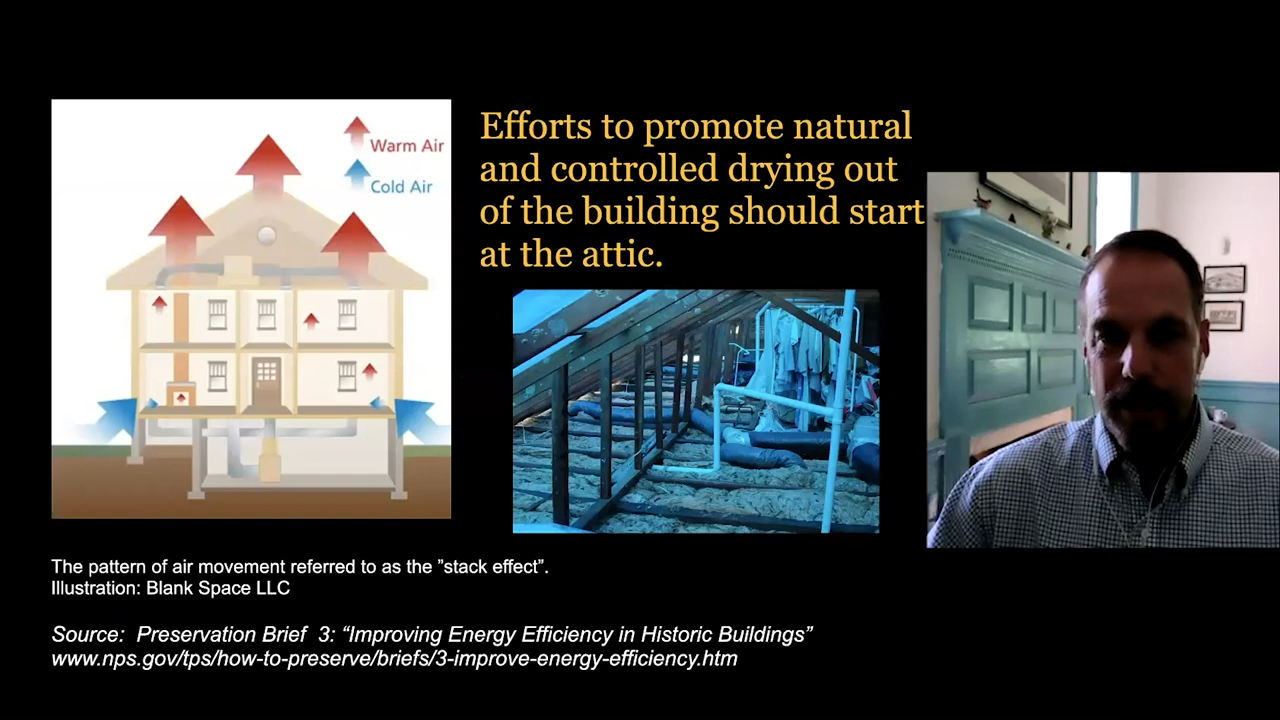 Warm Air
Cold Air
Efforts to promote natural
and controlled drying out
of the building should start
at the attic.
The pattern of air movement referred to as the ”stack effect”.
Illustration: Blank Space LLC
Source:  Preservation Brief  3: “Improving Energy Efficiency in Historic Buildings”
www.nps.gov/tps/how-to-preserve/briefs/3-improve-energy-efficiency.htm